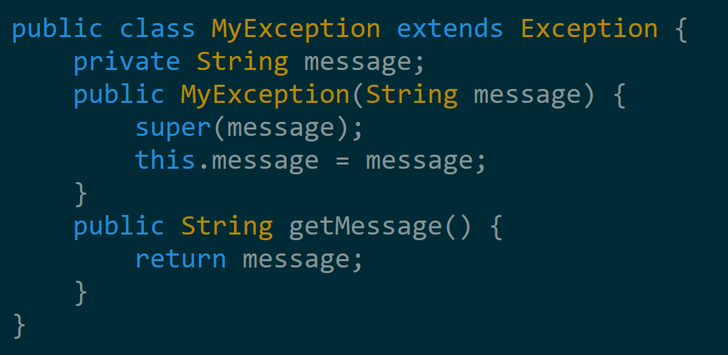 public class MyException extends Exception {
    private String message;
    public MyException(String message) {
        super(message);
        this.message = message;
    }
    public String getMessage() {
        return message;
    }
}